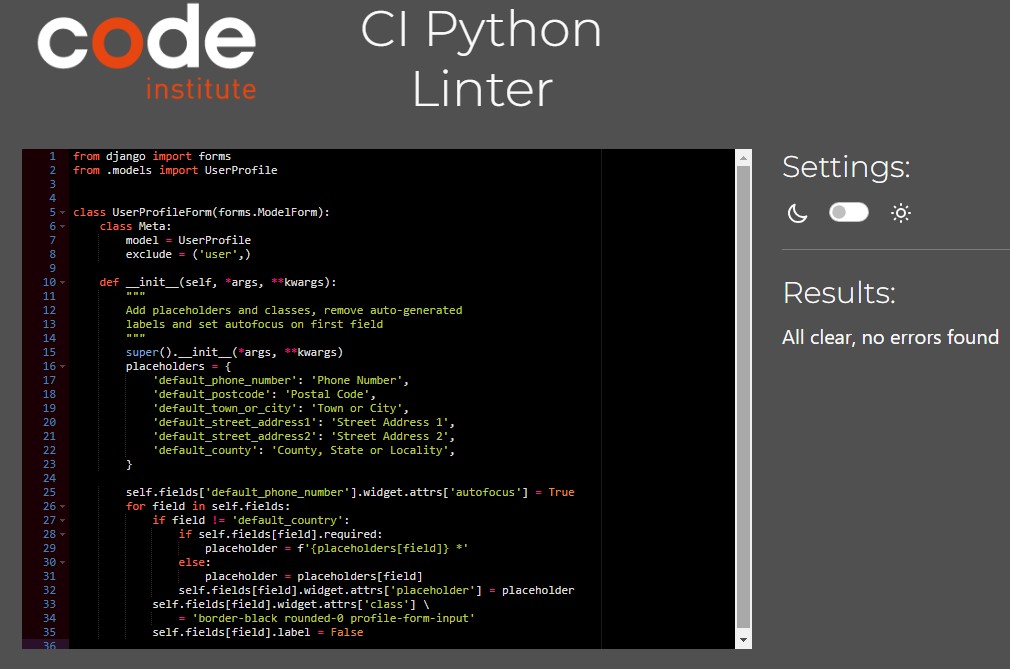 code
institute
CI Python
Linter
1 from django import forms
2 from .models import UserProfile
3
4
5 class UserProfileForm(forms.ModelForm):
6     class Meta:
7         model = UserProfile
8         exclude = ('user',)
9
10     def __init__(self, *args, **kwargs):
11         """
12         Add placeholders and classes, remove auto-generated
13         labels and set autofocus on first field
14         """
15         super().__init__(*args, **kwargs)
16         placeholders = {
17             'default_phone_number': 'Phone Number',
18             'default_postcode': 'Postal Code',
19             'default_town_or_city': 'Town or City',
20             'default_street_address1': 'Street Address 1',
21             'default_street_address2': 'Street Address 2',
22             'default_county': 'County, State or Locality',
23         }
24
25         self.fields['default_phone_number'].widget.attrs['autofocus'] = True
26         for field in self.fields:
27             if field != 'default_country':
28                 if self.fields[field].required:
29                     placeholder = f'{placeholders[field]} *'
30                 else:
31                     placeholder = placeholders[field]
32                 self.fields[field].widget.attrs['placeholder'] = placeholder
33             self.fields[field].widget.attrs['class'] \
34             = 'border-black rounded-0 profile-form-input'
35             self.fields[field].label = False
36
Settings:
Results:
All clear, no errors found